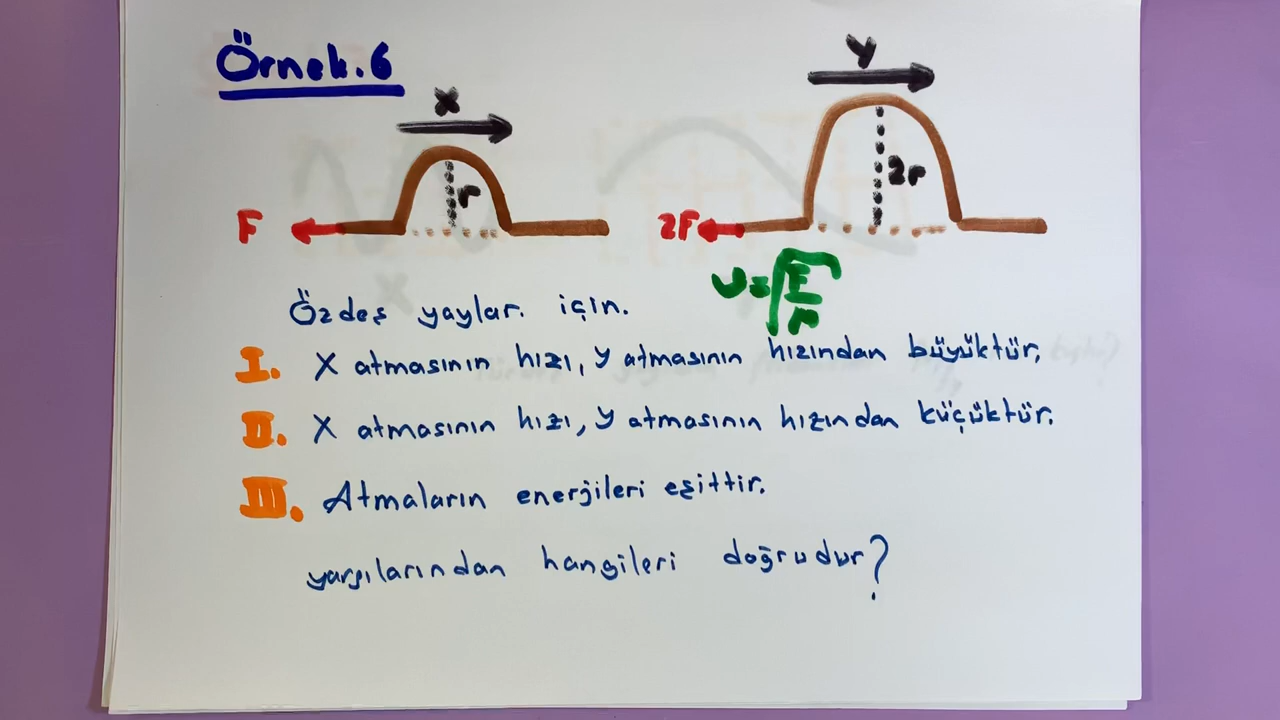 Örnek.6
X
r
F
y
2r
2F
υ=√F/μ
Özdeş yaylar. için.
I. X atmasının hızı, y atmasının hızından büyüktür.
II. X atmasının hızı, y atmasının hızından küçüktür.
III. Atmaların enerjileri eşittir.
yargılarından hangileri doğrudur?